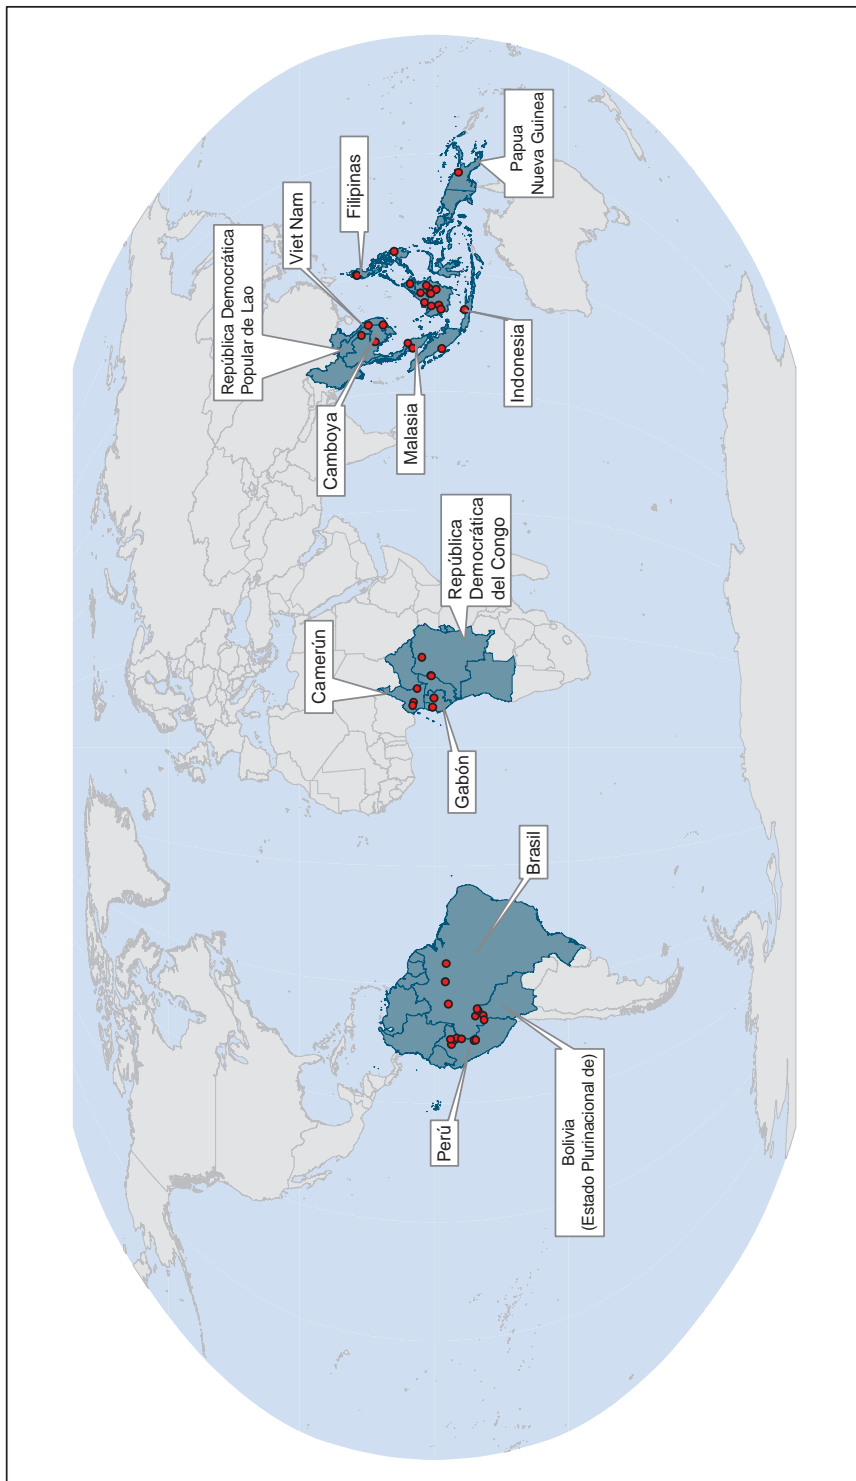 República Democrática
Popular de Lao
Viet Nam
Filipinas
Camboya
Malasia
Indonesia
Papua
Nueva Guinea
Camerún
República
Democrática
del Congo
Gabón
Brasil
Perú
Bolivia
(Estado Plurinacional de)